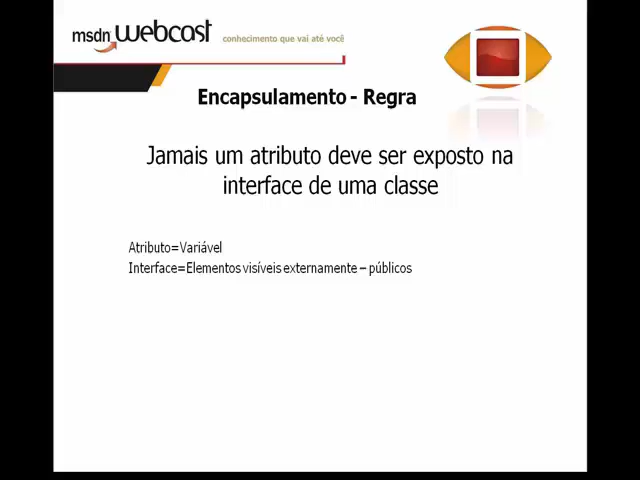 msdn webcast
conhecimento que vai até você
Encapsulamento - Regra
Jamais um atributo deve ser exposto na
interface de uma classe
Atributo=Variável
Interface=Elementos visíveis externamente – públicos